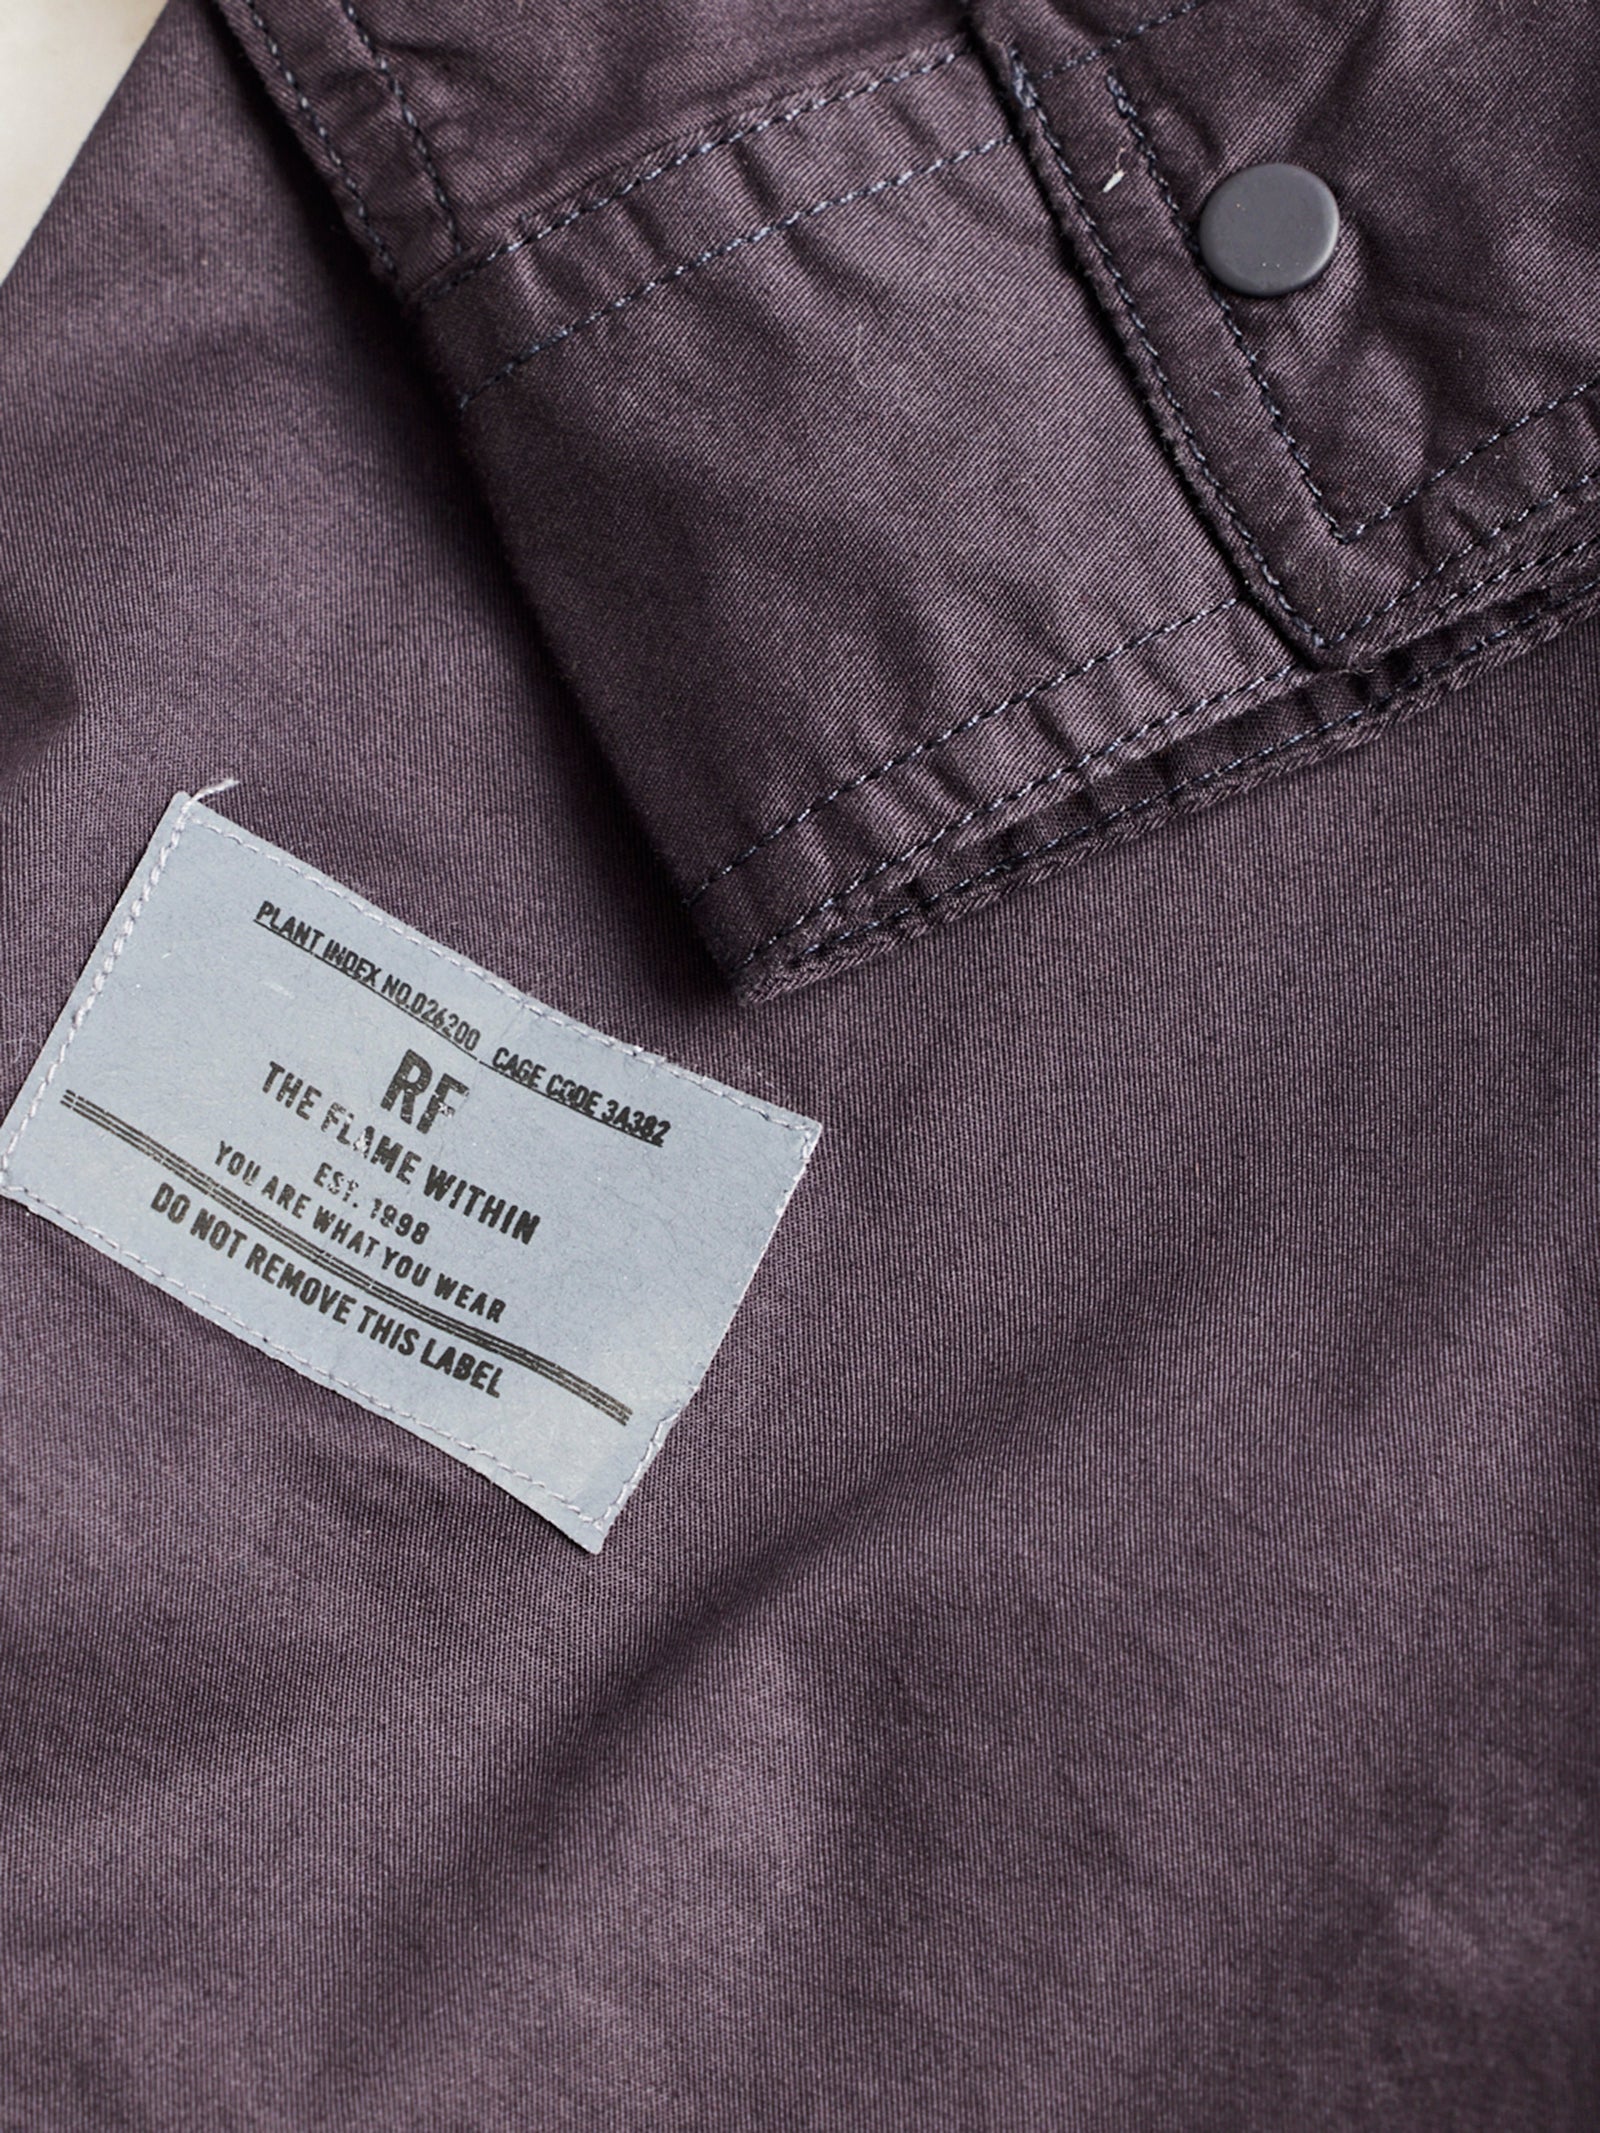 PLANT INDEX NO.026200 CAGE CODE 3A382
RF
THE FLAME WITHIN
EST. 1998
YOU ARE WHAT YOU WEAR
DO NOT REMOVE THIS LABEL